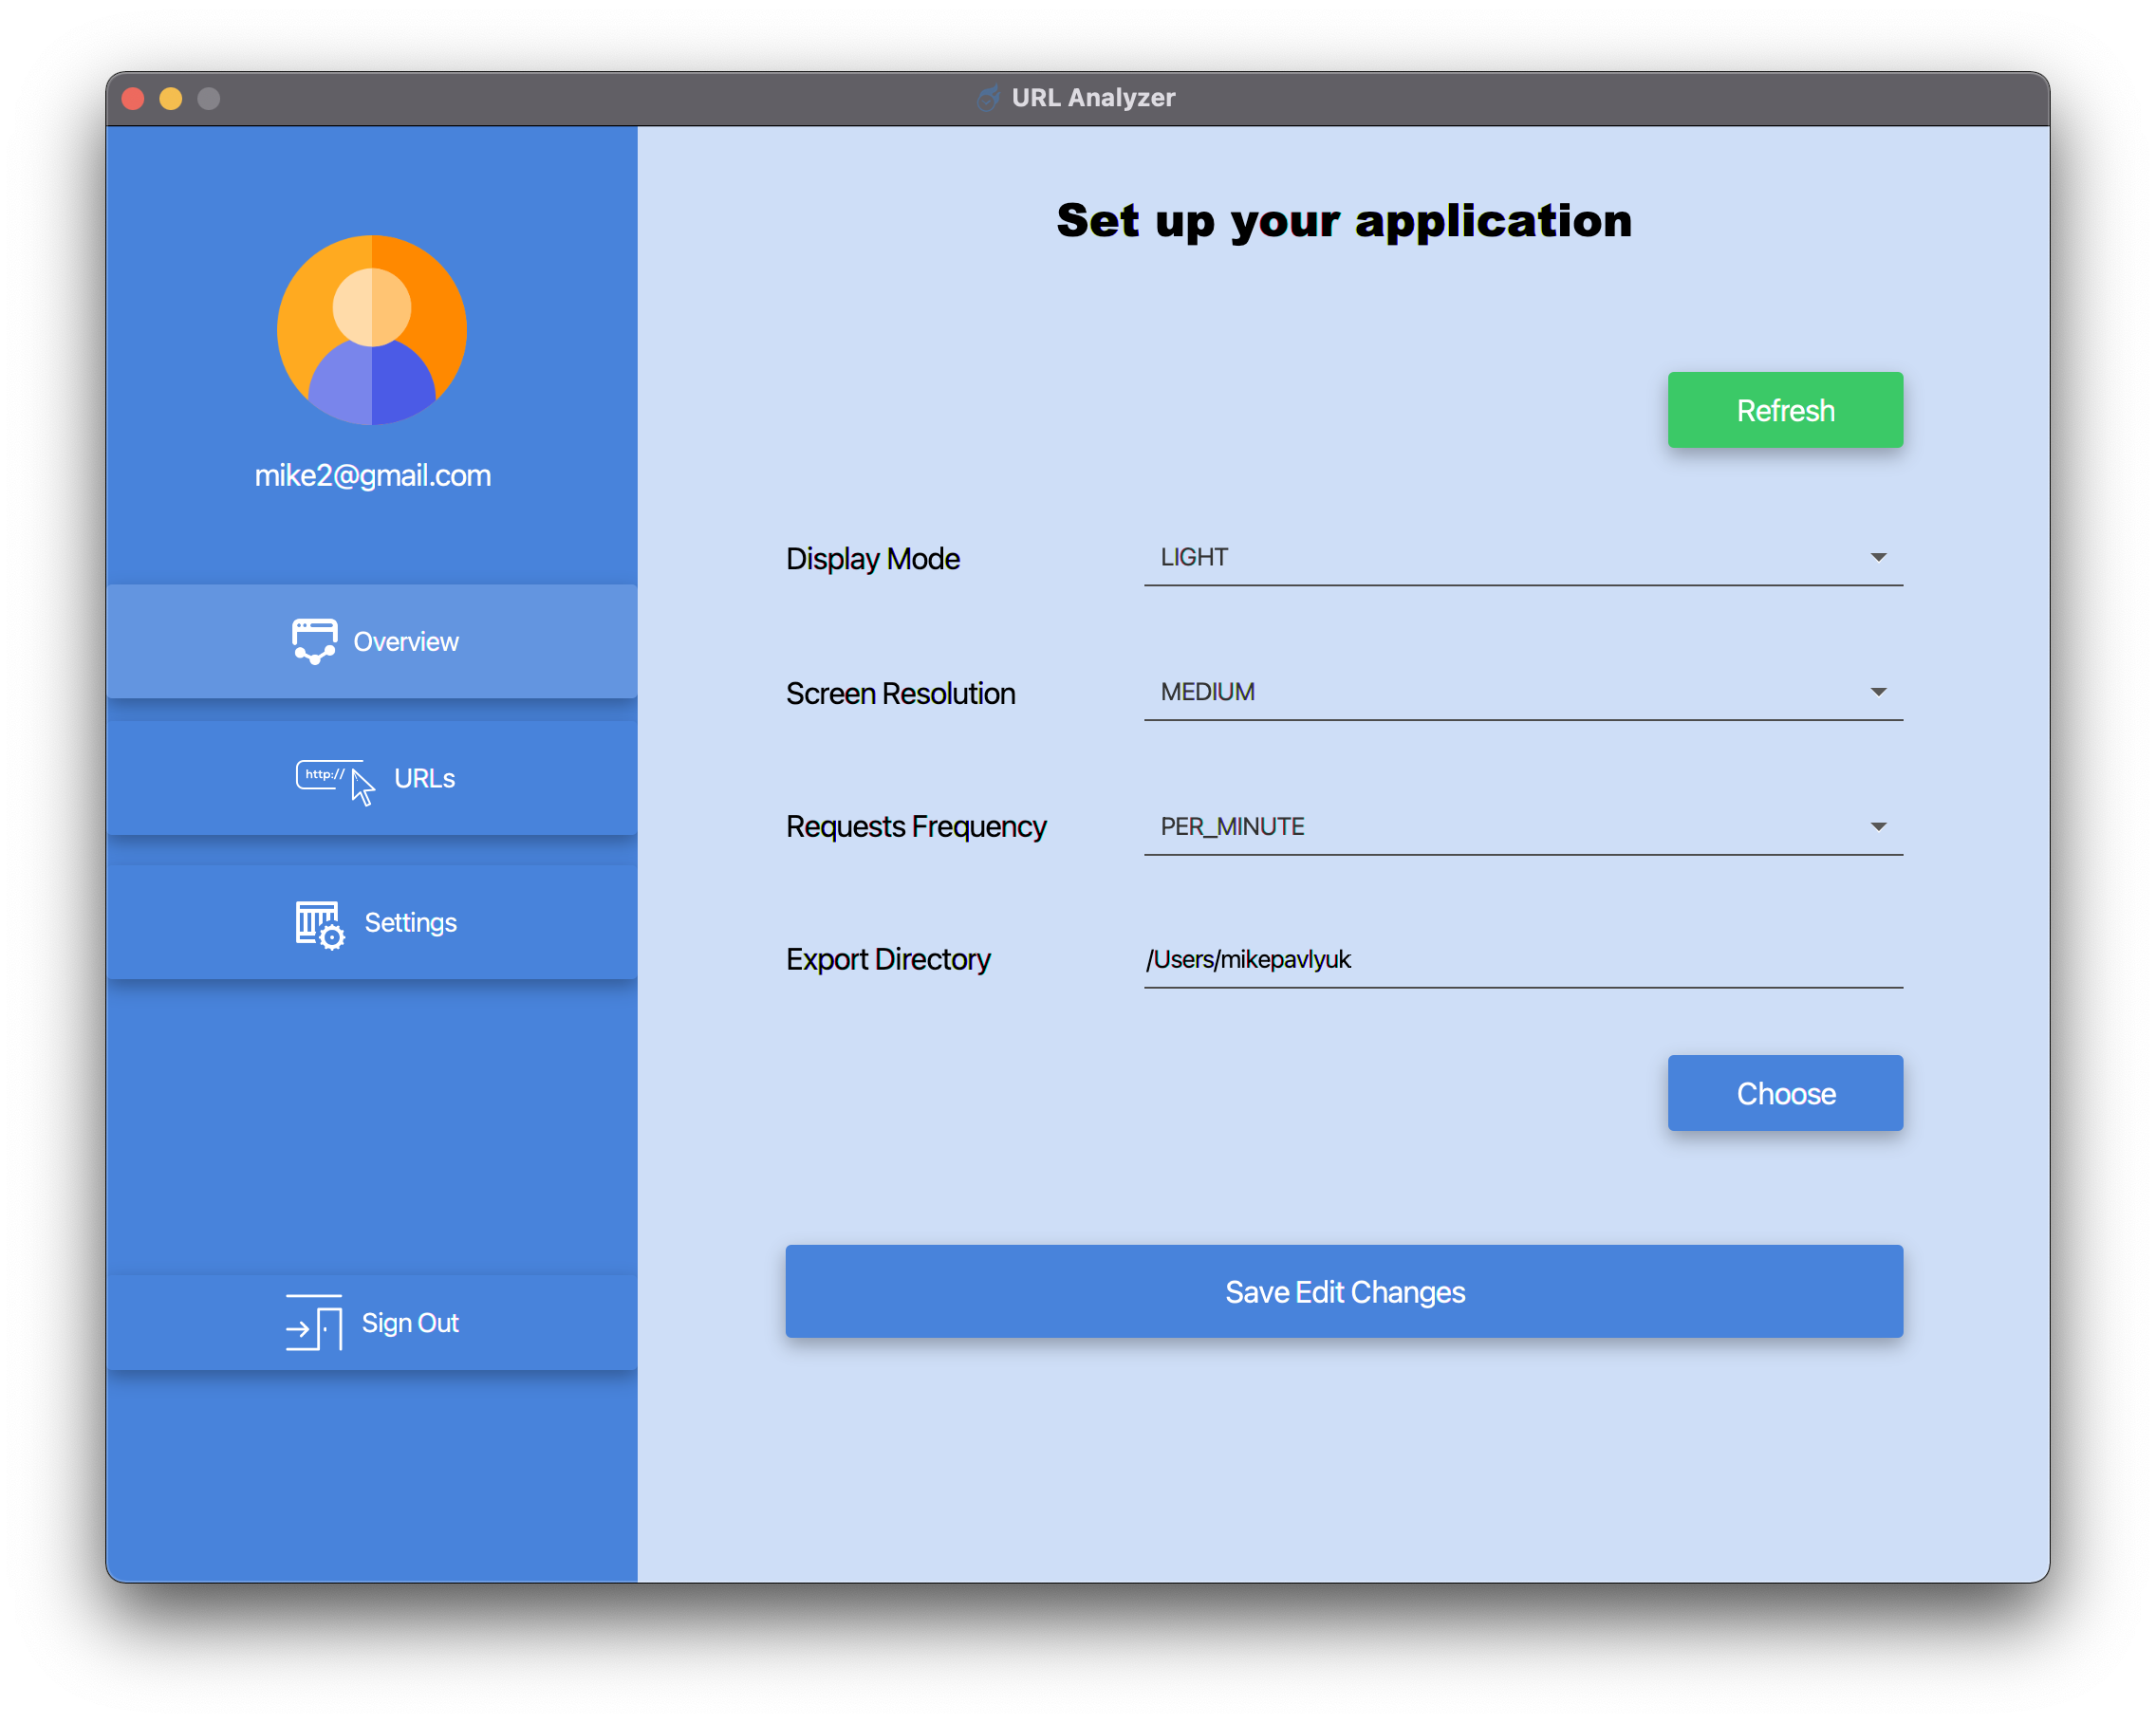 URL Analyzer
mike2@gmail.com
Overview
http://
URLs
Settings
Sign Out
Set up your application
Refresh
Display Mode
LIGHT
Screen Resolution
MEDIUM
Requests Frequency
PER_MINUTE
Export Directory
/Users/mikepavlyuk
Choose
Save Edit Changes